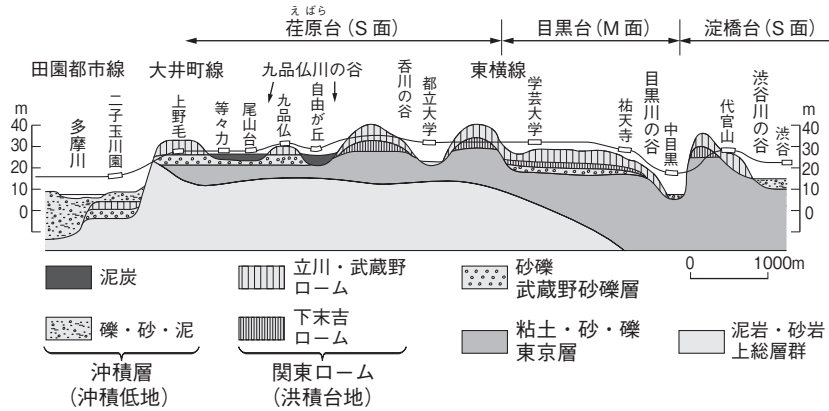 えばら
荏原台(S面)
目黒台(M面)
淀橋台(S面)
田園都市線
大井町線
九品仏川の谷
東横線
呑川の谷
目黒川の谷
渋谷川の谷
多摩川
二子玉川園
上野毛
等々力
尾山台
九品仏
自由が丘
都立大学
学芸大学
祐天寺
中目黒
代官山
渋谷
m
40
30
20
10
0
m
40
30
20
10
0
0 1000m
泥炭
礫・砂・泥
沖積層
(沖積低地)
立川・武蔵野
ローム
下末吉
ローム
関東ローム
(洪積台地)
砂礫
武蔵野砂礫層
粘土・砂・礫
東京層
泥岩・砂岩
上総層群